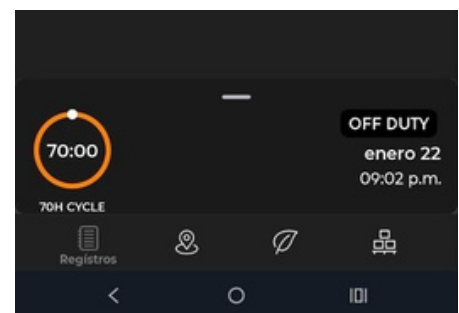 OFF DUTY
70:00
enero 22
09:02 p.m.
70H CYCLE
Registros